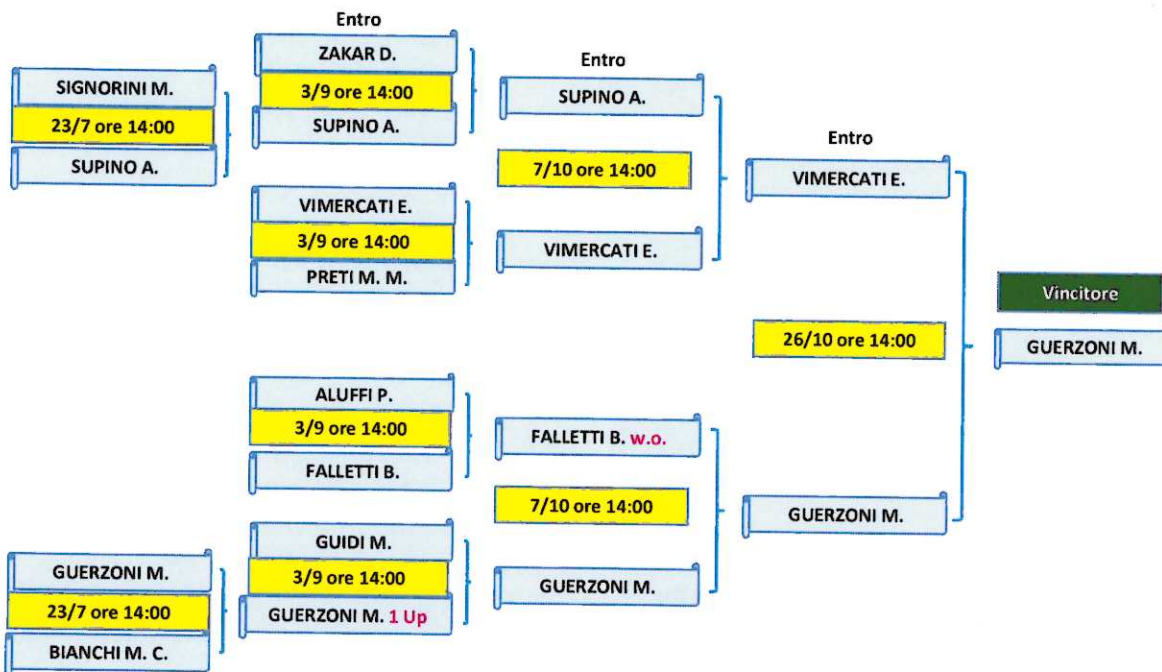 SIGNORINI M.
23/7 ore 14:00
SUPINO A.
GUERZONI M.
23/7 ore 14:00
BIANCHI M. C.
Entro
ZAKAR D.
3/9 ore 14:00
SUPINO A.
VIMERCATI E.
3/9 ore 14:00
PRETI M. M.
ALUFFI P.
3/9 ore 14:00
FALLETTI B.
GUIDI M.
3/9 ore 14:00
GUERZONI M. 1 Up
Entro
SUPINO A.
7/10 ore 14:00
VIMERCATI E.
FALLETTI B. w.o.
7/10 ore 14:00
GUERZONI M.
Entro
VIMERCATI E.
26/10 ore 14:00
GUERZONI M.
Vincitore
GUERZONI M.